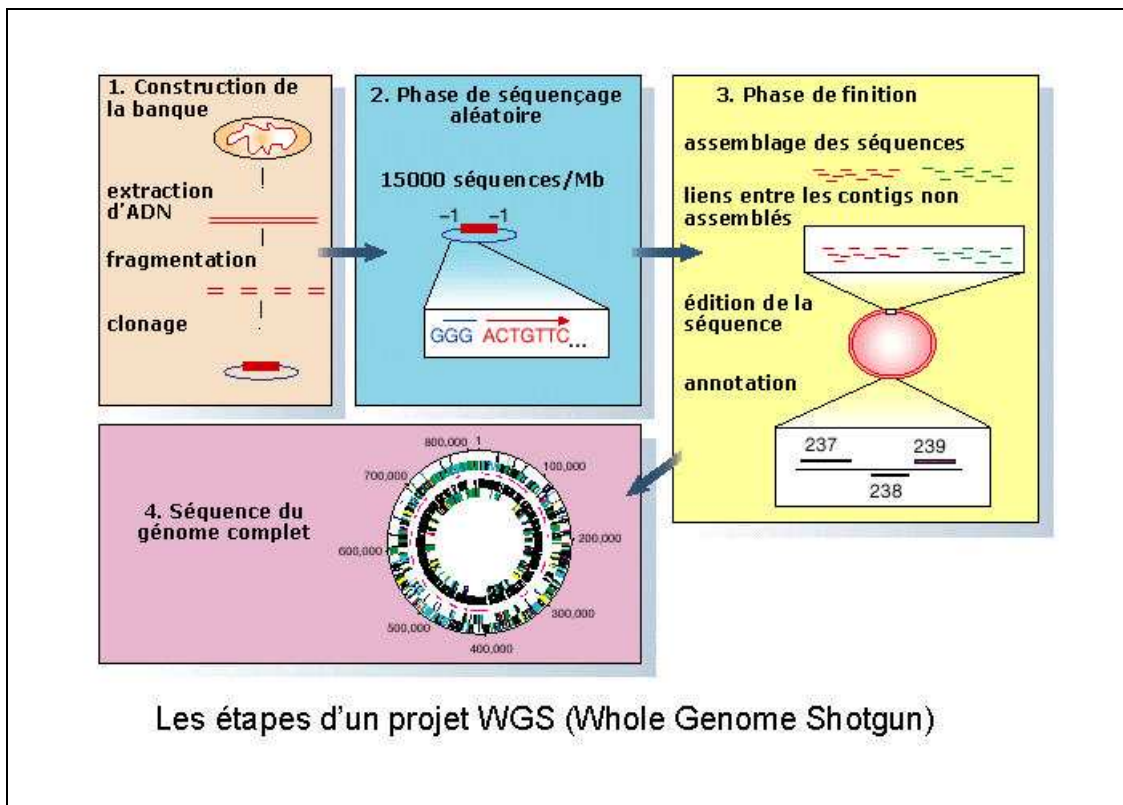 1. Construction de
la banque
extraction
d'ADN
fragmentation
clonage
2. Phase de séquençage
aléatoire
15000 séquences/Mb
−1 −1
GGG ACTGTTC...
3. Phase de finition
assemblage des séquences
liens entre les contigs non
assemblés
édition de la
séquence
annotation
237
239
238
4. Séquence du
génome complet
800,000
1
100,000
200,000
300,000
400,000
500,000
600,000
700,000
Les étapes d'un projet WGS (Whole Genome Shotgun)